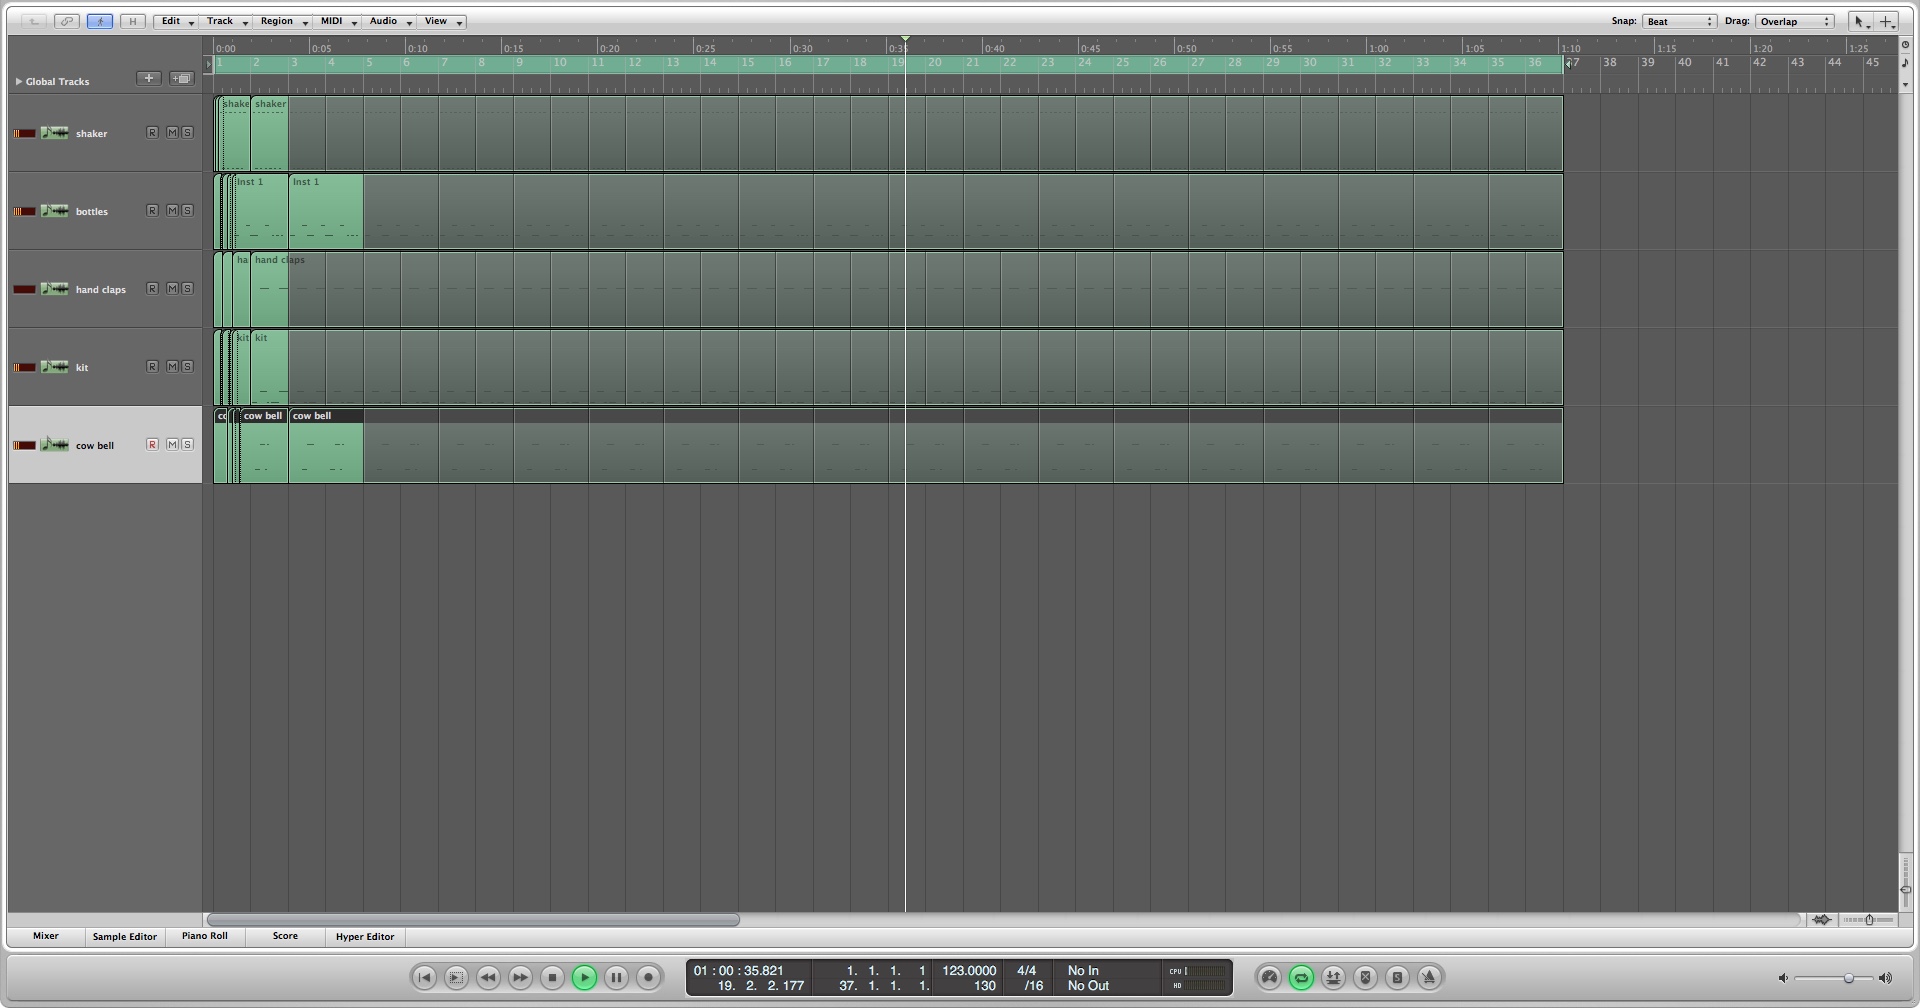 H Edit Track Region MIDI Audio View Snap: Beat Drag: Overlap
0:00 0:05 0:10 0:15 0:20 0:25 0:30 0:35 0:40 0:45 0:50 0:55 1:00 1:05 1:10 1:15 1:20 1:25
1 2 3 4 5 6 7 8 9 10 11 12 13 14 15 16 17 18 19 20 21 22 23 24 25 26 27 28 29 30 31 32 33 34 35 36 37 38 39 40 41 42 43 44 45
Global Tracks
shake shaker
shaker R M S
Inst 1 Inst 1
bottles R M S
ha hand claps
hand claps R M S
kit kit
kit R M S
co cow bell cow bell
cow bell R M S
Mixer Sample Editor Piano Roll Score Hyper Editor
01 : 00 : 35.821 1. 1. 1. 1 123.0000 4/4 No In CPU
19. 2. 2. 177 37. 1. 1. 1. 130 /16 No Out HD
S